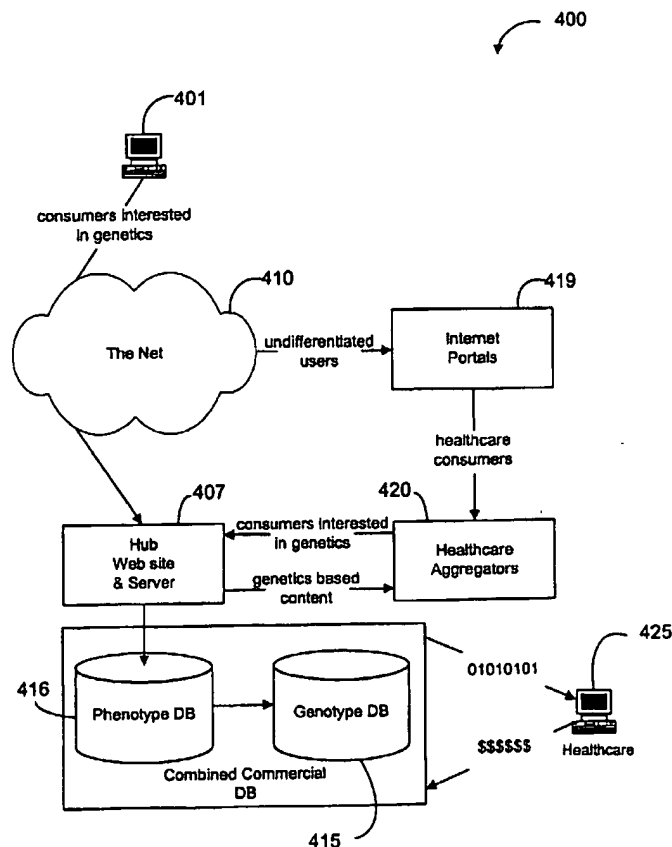 400
401
consumers interested
in genetics
410
The Net
undifferentiated
users
419
Internet
Portals
healthcare
consumers
407
Hub
Web site
& Server
consumers interested
in genetics
genetics based
content
420
Healthcare
Aggregators
416
Phenotype DB
Genotype DB
Combined Commercial
DB
415
01010101
$$$$$$
425
Healthcare